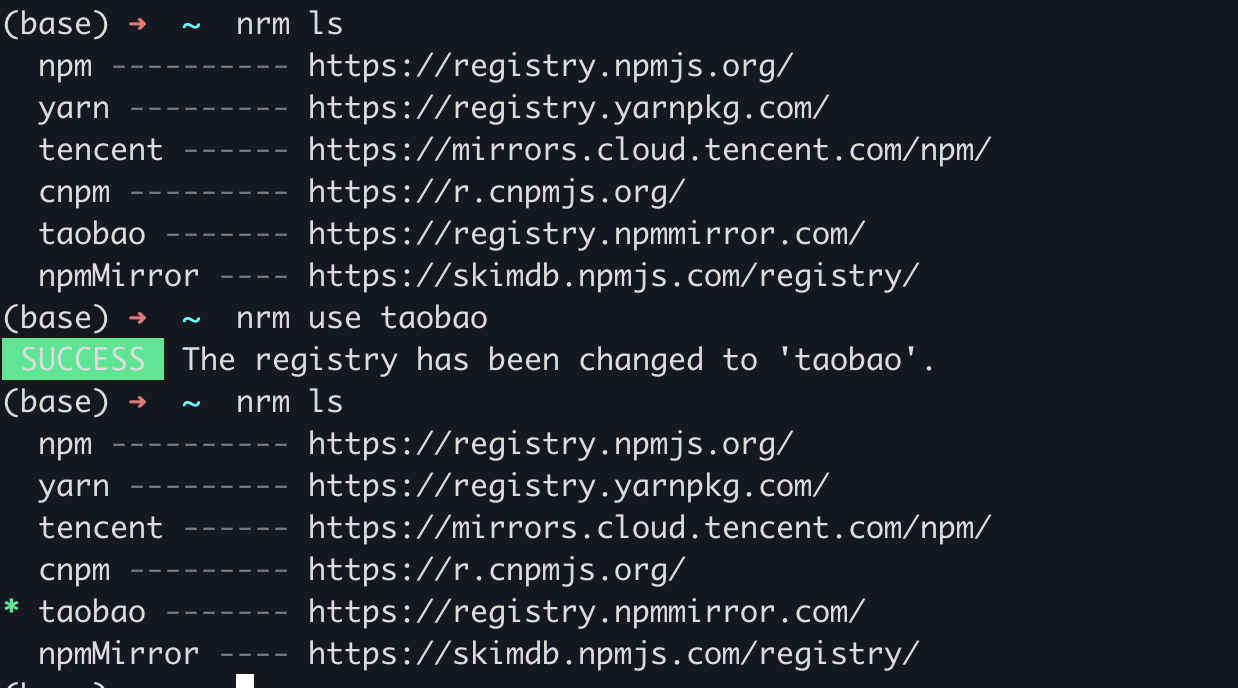 (base) ➜  ~  nrm ls
  npm ---------- https://registry.npmjs.org/
  yarn --------- https://registry.yarnpkg.com/
  tencent ------ https://mirrors.cloud.tencent.com/npm/
  cnpm --------- https://r.cnpmjs.org/
  taobao ------- https://registry.npmmirror.com/
  npmMirror ---- https://skimdb.npmjs.com/registry/
(base) ➜  ~  nrm use taobao
 SUCCESS  The registry has been changed to 'taobao'.
(base) ➜  ~  nrm ls
  npm ---------- https://registry.npmjs.org/
  yarn --------- https://registry.yarnpkg.com/
  tencent ------ https://mirrors.cloud.tencent.com/npm/
  cnpm --------- https://r.cnpmjs.org/
* taobao ------- https://registry.npmmirror.com/
  npmMirror ---- https://skimdb.npmjs.com/registry/